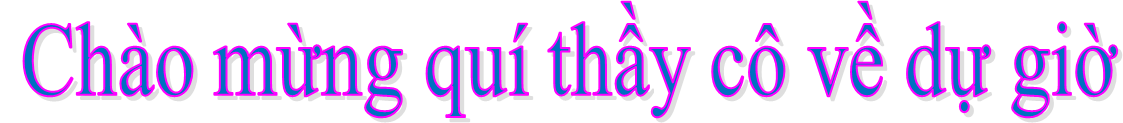 Chào mừng quí thầy cô về dự giờ